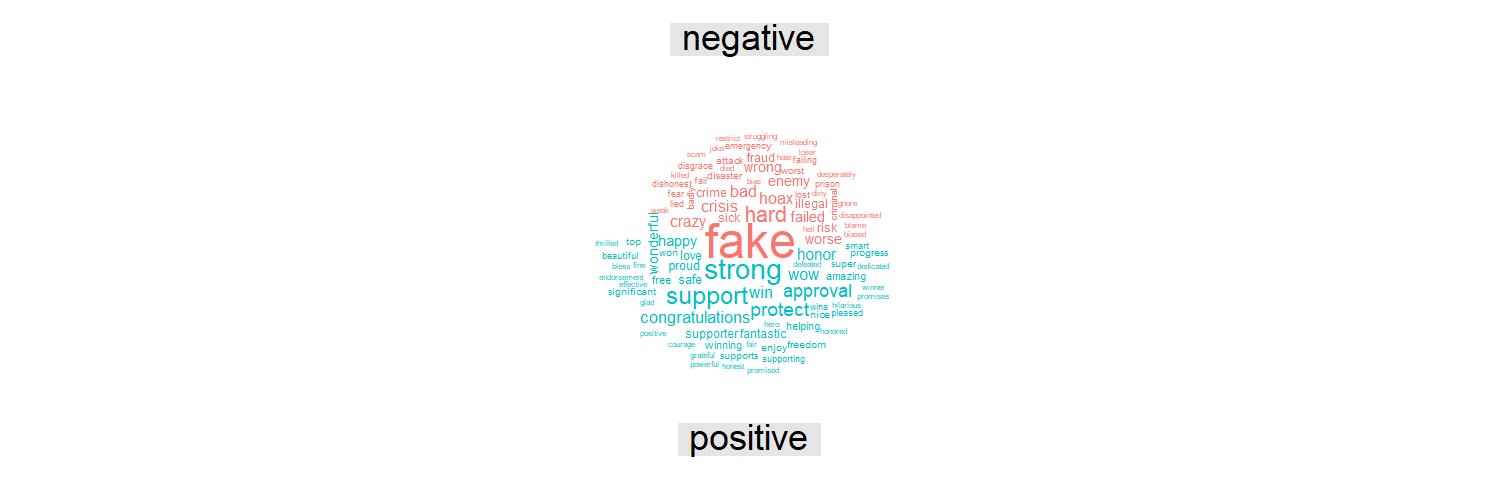 negative
restrict struggling
misleading
joke emergency
scam attack fraud hate loser
failing
disgrace died wrong worst
killed disaster desperately
dishonest fail bias enemy prison
fear badly crime bad lost dirty
lied crisis hoax illegal criminal ignore
weak sick hard failed disappointed
crazy hell risk blame
fake worse biased
wonderful
thrilled top happy smart
beautiful won love honor progress
bless fine proud strong defeated super dedicated
endorsement free safe wow amazing
effective
significant support win approval winner
promises
glad protect wins hilarious
congratulations nice pleased
positive hero helping honored
supporter fantastic
courage winning fair enjoy freedom
grateful supports supporting
powerful honest promised
positive